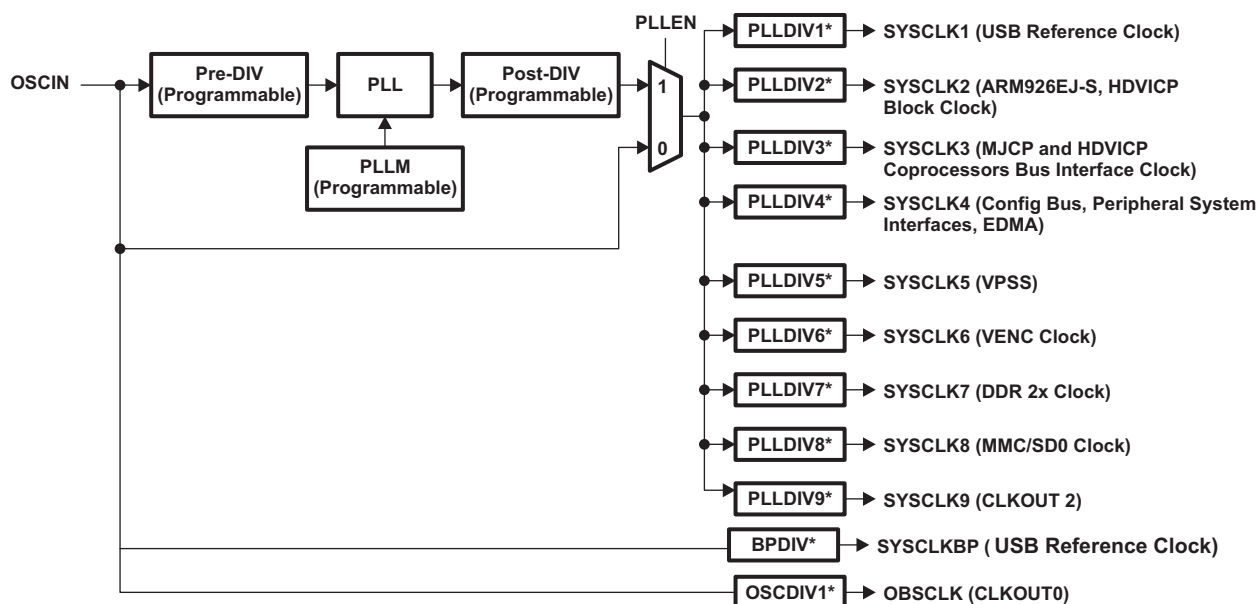 PLLEN
OSCIN
Pre-DIV
(Programmable)
PLL
Post-DIV
(Programmable)
PLLM
(Programmable)
1
0
PLLDIV1*
SYSCLK1 (USB Reference Clock)
PLLDIV2*
SYSCLK2 (ARM926EJ-S, HDVICP
Block Clock)
PLLDIV3*
SYSCLK3 (MJCP and HDVICP
Coprocessors Bus Interface Clock)
PLLDIV4*
SYSCLK4 (Config Bus, Peripheral System
Interfaces, EDMA)
PLLDIV5*
SYSCLK5 (VPSS)
PLLDIV6*
SYSCLK6 (VENC Clock)
PLLDIV7*
SYSCLK7 (DDR 2x Clock)
PLLDIV8*
SYSCLK8 (MMC/SD0 Clock)
PLLDIV9*
SYSCLK9 (CLKOUT 2)
BPDIV*
SYSCLKBP ( USB Reference Clock)
OSCDIV1*
OBSCLK (CLKOUT0)